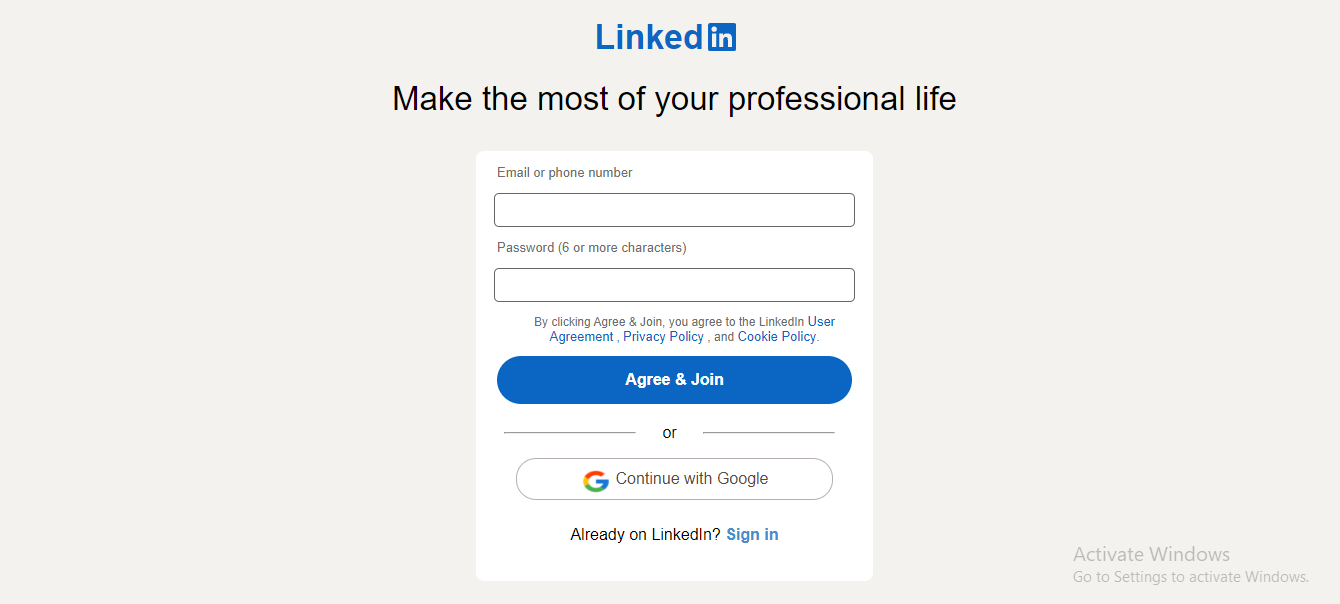 Linkedin
Make the most of your professional life
Email or phone number
Password (6 or more characters)
By clicking Agree & Join, you agree to the LinkedIn User
Agreement , Privacy Policy , and Cookie Policy.
Agree & Join
or
Continue with Google
Already on LinkedIn? Sign in
Activate Windows
Go to Settings to activate Windows.